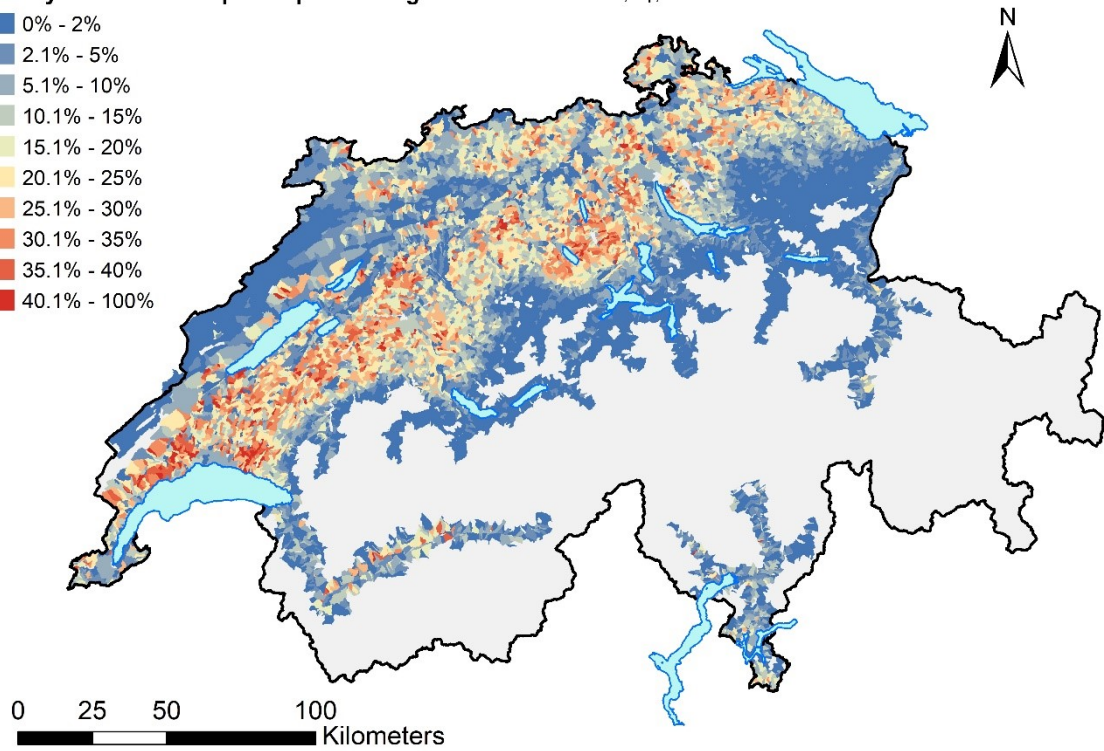 0% - 2%
2.1% - 5%
5.1% - 10%
10.1% - 15%
15.1% - 20%
20.1% - 25%
25.1% - 30%
30.1% - 35%
35.1% - 40%
40.1% - 100%
N
0 25 50 100
Kilometers